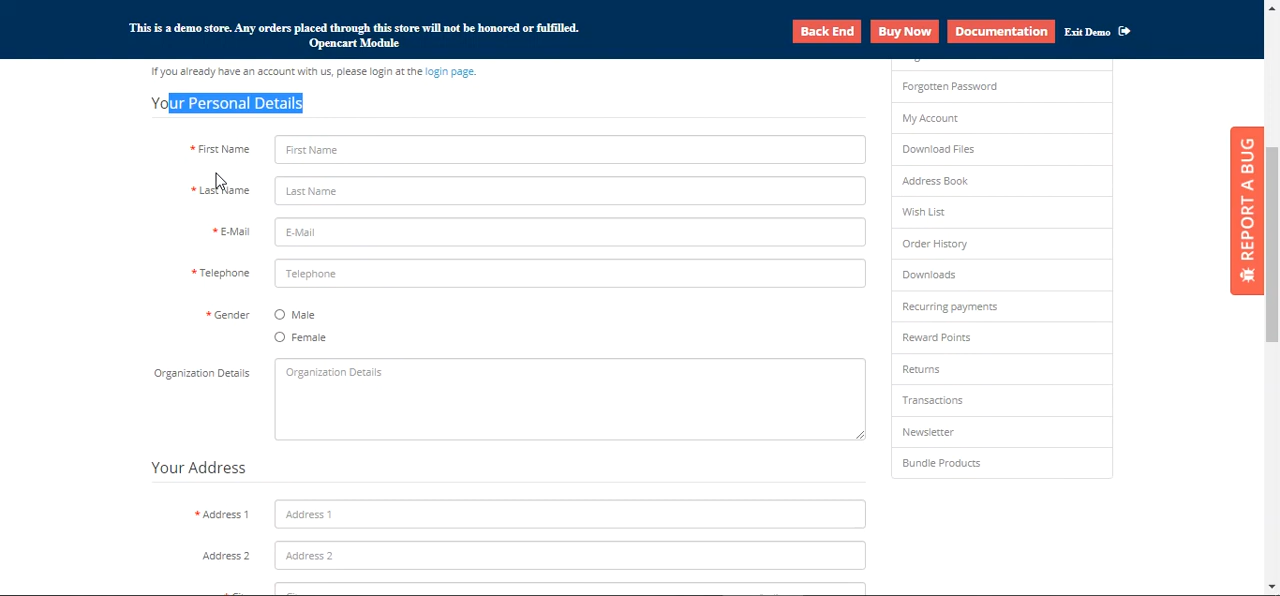 This is a demo store. Any orders placed through this store will not be honored or fulfilled.
Opencart Module
Back End
Buy Now
Documentation
Exit Demo
If you already have an account with us, please login at the login page.
Your Personal Details
* First Name
First Name
* Last Name
Last Name
* E-Mail
E-Mail
* Telephone
Telephone
* Gender
Male
Female
Organization Details
Organization Details
Your Address
* Address 1
Address 1
Address 2
Address 2
Forgotten Password
My Account
Download Files
Address Book
Wish List
Order History
Downloads
Recurring payments
Reward Points
Returns
Transactions
Newsletter
Bundle Products
REPORT A BUG